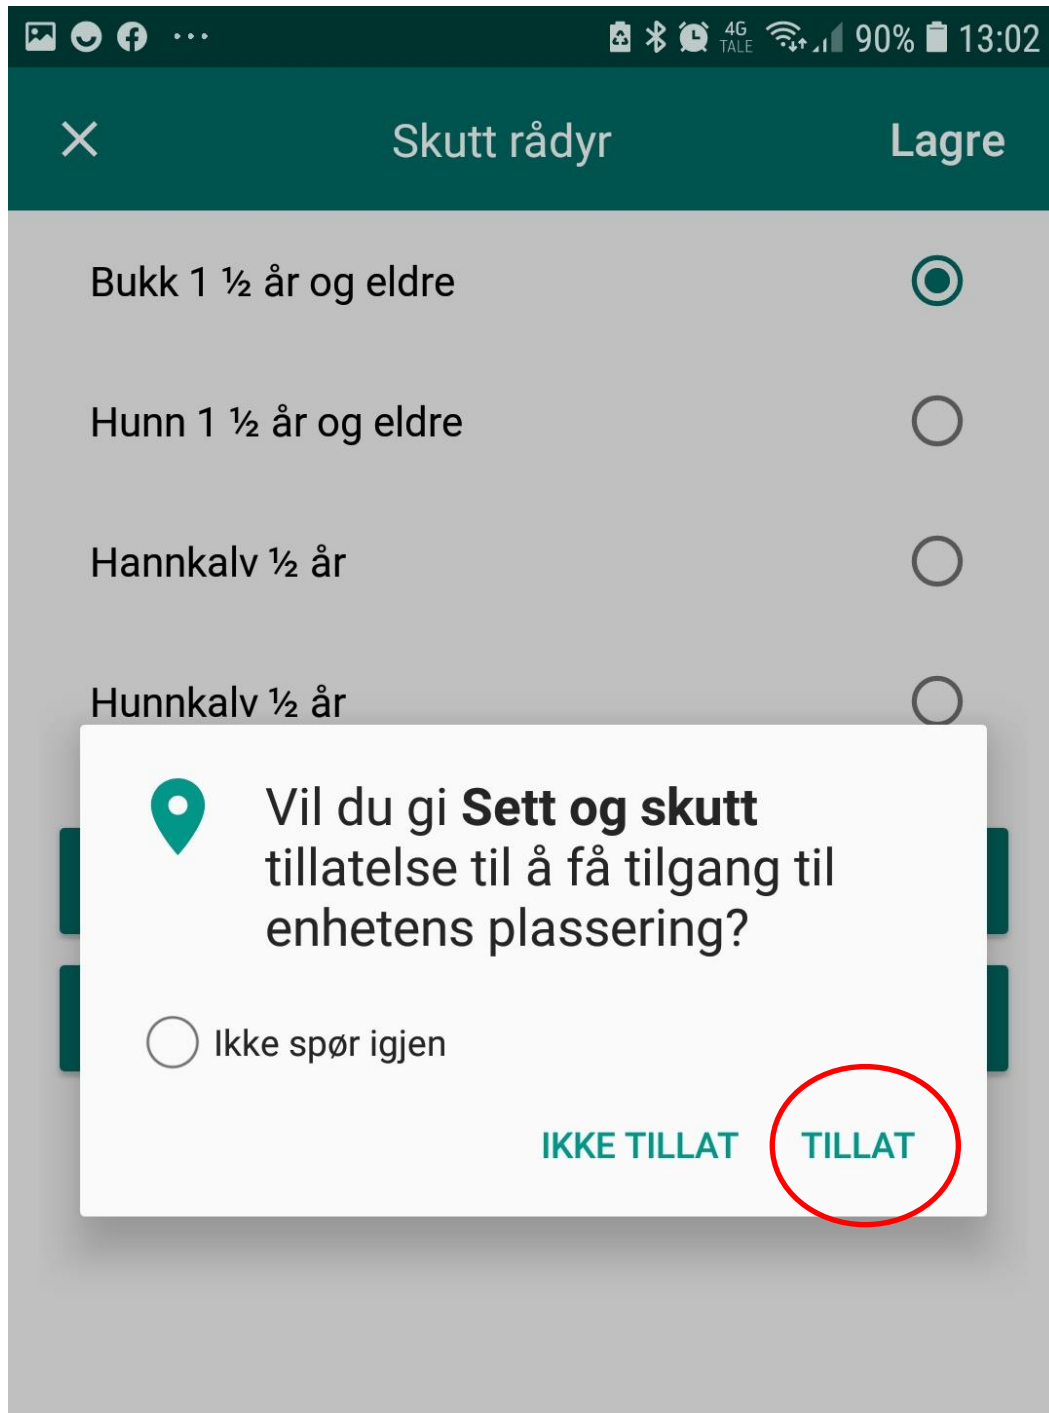 4G
TALE
90% 13:02
Skutt rådyr
Lagre
Bukk 1 ½ år og eldre
Hunn 1 ½ år og eldre
Hannkalv ½ år
Hunnkalv ½ år
Vil du gi Sett og skutt
tillatelse til å få tilgang til
enhetens plassering?
Ikke spør igjen
IKKE TILLAT
TILLAT